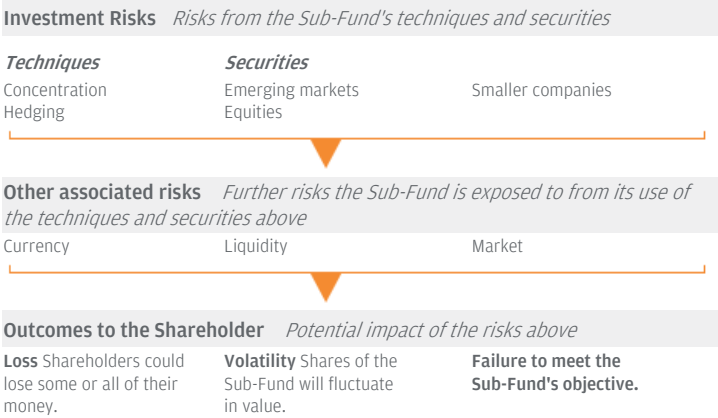 Investment Risks Risks from the Sub-Fund's techniques and securities
Techniques Securities
Concentration Emerging markets Smaller companies
Hedging Equities
Other associated risks Further risks the Sub-Fund is exposed to from its use of
the techniques and securities above
Currency Liquidity Market
Outcomes to the Shareholder Potential impact of the risks above
Loss Shareholders could
lose some or all of their
money.
Volatility Shares of the
Sub-Fund will fluctuate
in value.
Failure to meet the
Sub-Fund's objective.